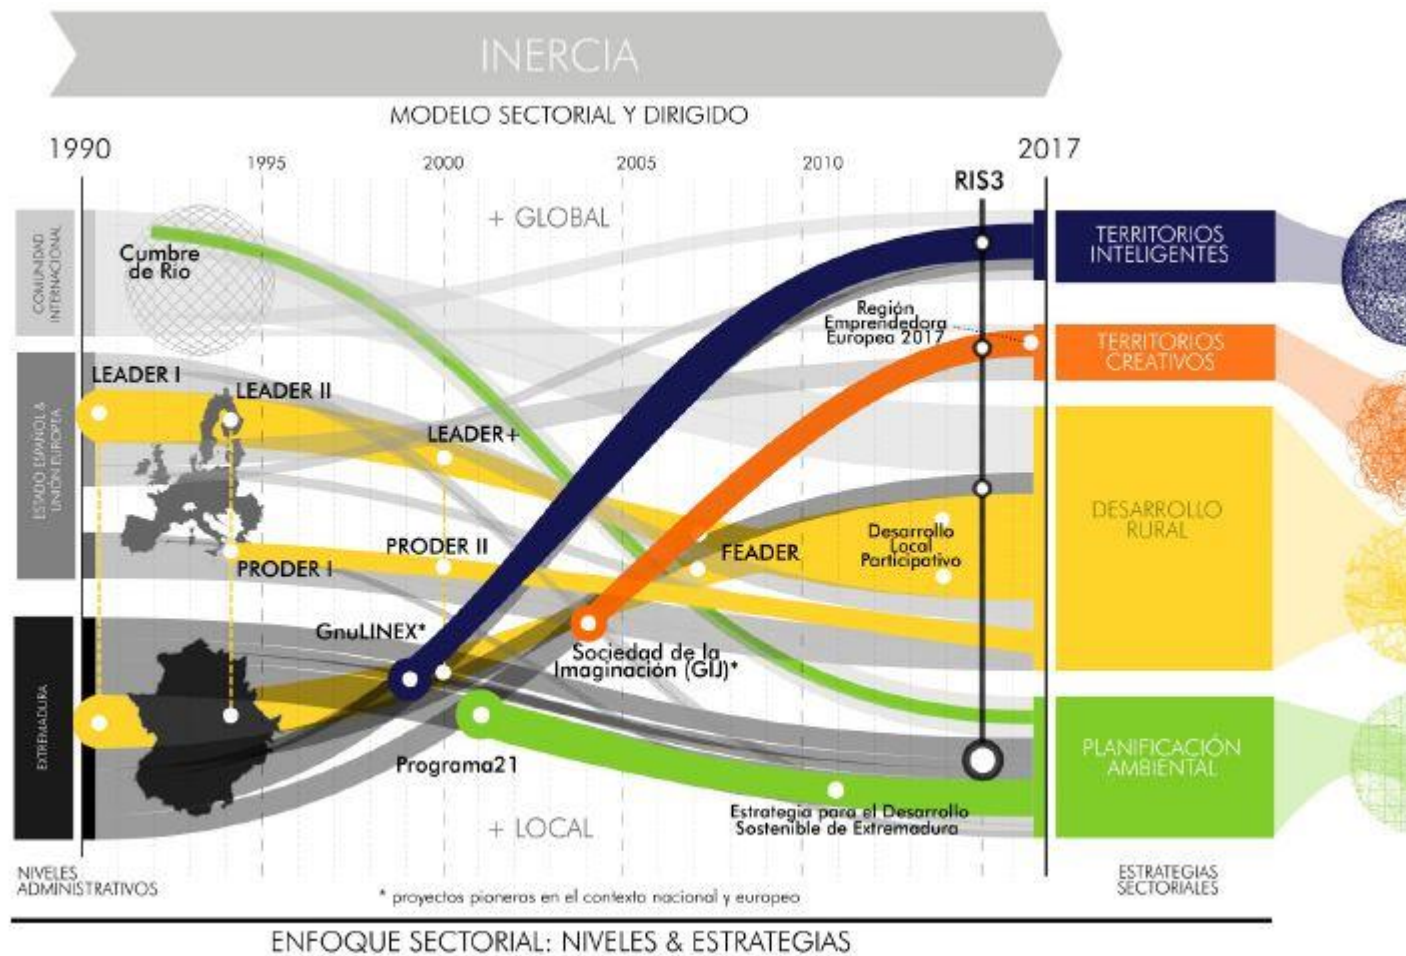 INERCIA
MODELO SECTORIAL Y DIRIGIDO
1990
1995
2000
2005
2010
2017
RIS3
+ GLOBAL
COMUNIDAD
INTERNACIONAL
Cumbre
de Rio
TERRITORIOS
INTELIGENTES
Región
Emprendedora
Europea 2017
TERRITORIOS
CREATIVOS
ESTADO ESPAÑOL &
UNIÓN EUROPEA
LEADER I
LEADER II
LEADER+
PRODER I
PRODER II
FEADER
Desarrollo
Local
Participativo
DESARROLLO
RURAL
EXTREMADURA
GnuLINEX*
Sociedad de la
Imaginación (GIJ)*
Programa21
PLANIFICACIÓN
AMBIENTAL
Estrategia para el Desarrollo
Sostenible de Extremadura
+ LOCAL
NIVELES
ADMINISTRATIVOS
ESTRATEGIAS
SECTORIALES
* proyectos pioneros en el contexto nacional y europeo
ENFOQUE SECTORIAL: NIVELES & ESTRATEGIAS